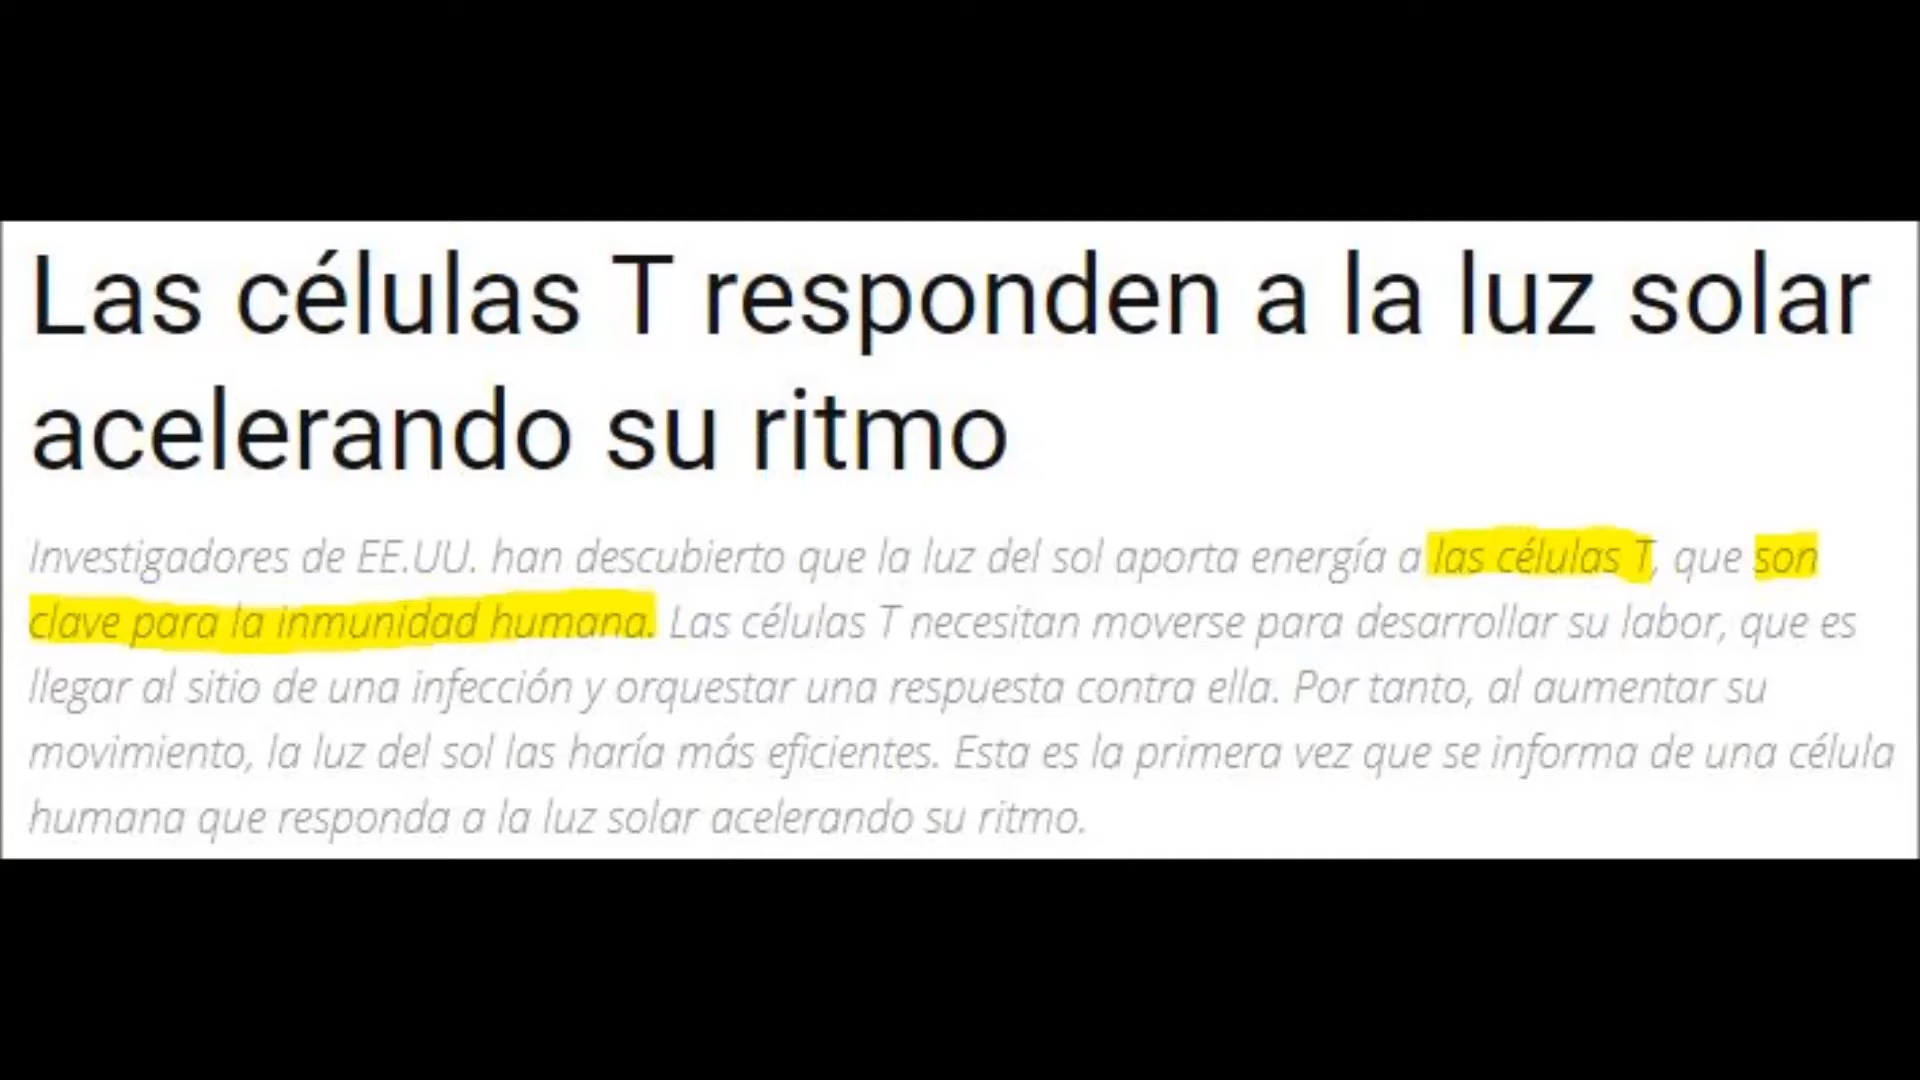 Las células T responden a la luz solar
acelerando su ritmo
Investigadores de EE.UU. han descubierto que la luz del sol aporta energía a las células T, que son
clave para la inmunidad humana. Las células T necesitan moverse para desarrollar su labor, que es
llegar al sitio de una infección y orquestar una respuesta contra ella. Por tanto, al aumentar su
movimiento, la luz del sol las haría más eficientes. Esta es la primera vez que se informa de una célula
humana que responda a la luz solar acelerando su ritmo.